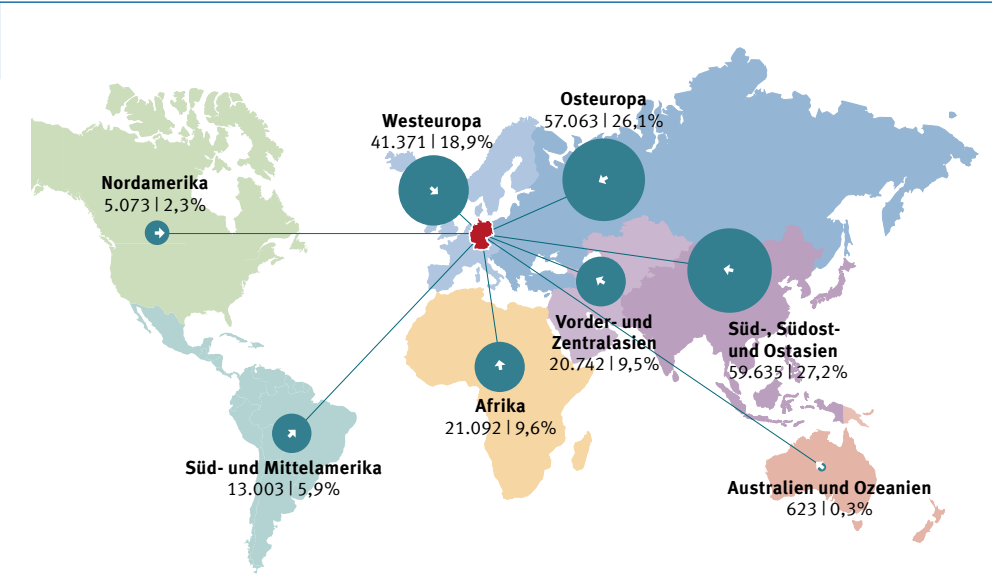 Osteuropa
57.063 | 26,1%
Westeuropa
41.371 | 18,9%
Nordamerika
5.073 | 2,3%
Vorder- und
Zentralasien
20.742 | 9,5%
Süd-, Südost-
und Ostasien
59.635 | 27,2%
Afrika
21.092 | 9,6%
Süd- und Mittelamerika
13.003 | 5,9%
Australien und Ozeanien
623 | 0,3%